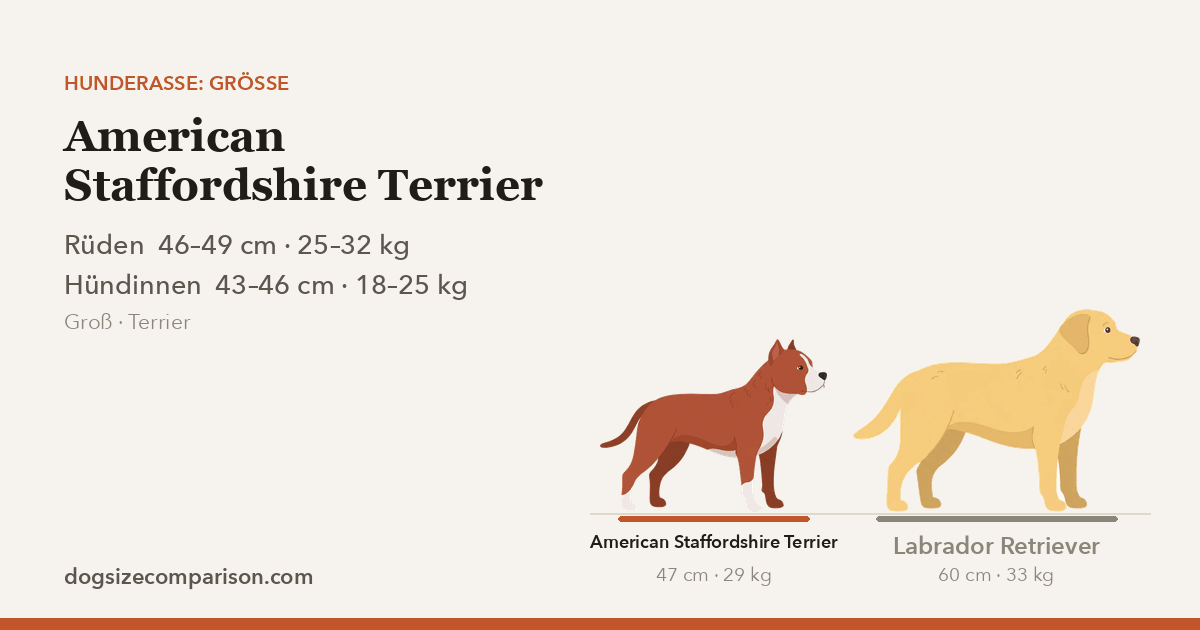 HUNDERASSE: GRÖSSE
American
Staffordshire Terrier
Rüden 46–49 cm · 25–32 kg
Hündinnen 43–46 cm · 18–25 kg
Groß · Terrier
American Staffordshire Terrier
47 cm · 29 kg
Labrador Retriever
60 cm · 33 kg
dogsizecomparison.com